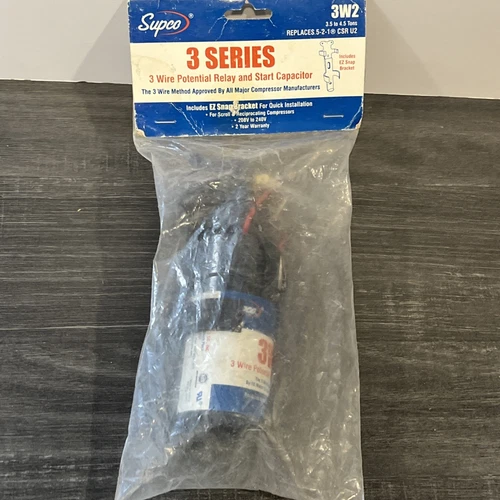 Supco
3W2
3.5 to 4.5 Tons
REPLACES 5-2-1® CSR U2
3 SERIES
3 Wire Potential Relay and Start Capacitor
The 3 Wire Method Approved By All Major Compressor Manufacturers
Includes
EZ Snap
Bracket
Includes EZ Snap Bracket For Quick Installation
• For Scroll & Reciprocating Compressors
• 208V to 240V
• 2 Year Warranty
3 Wire